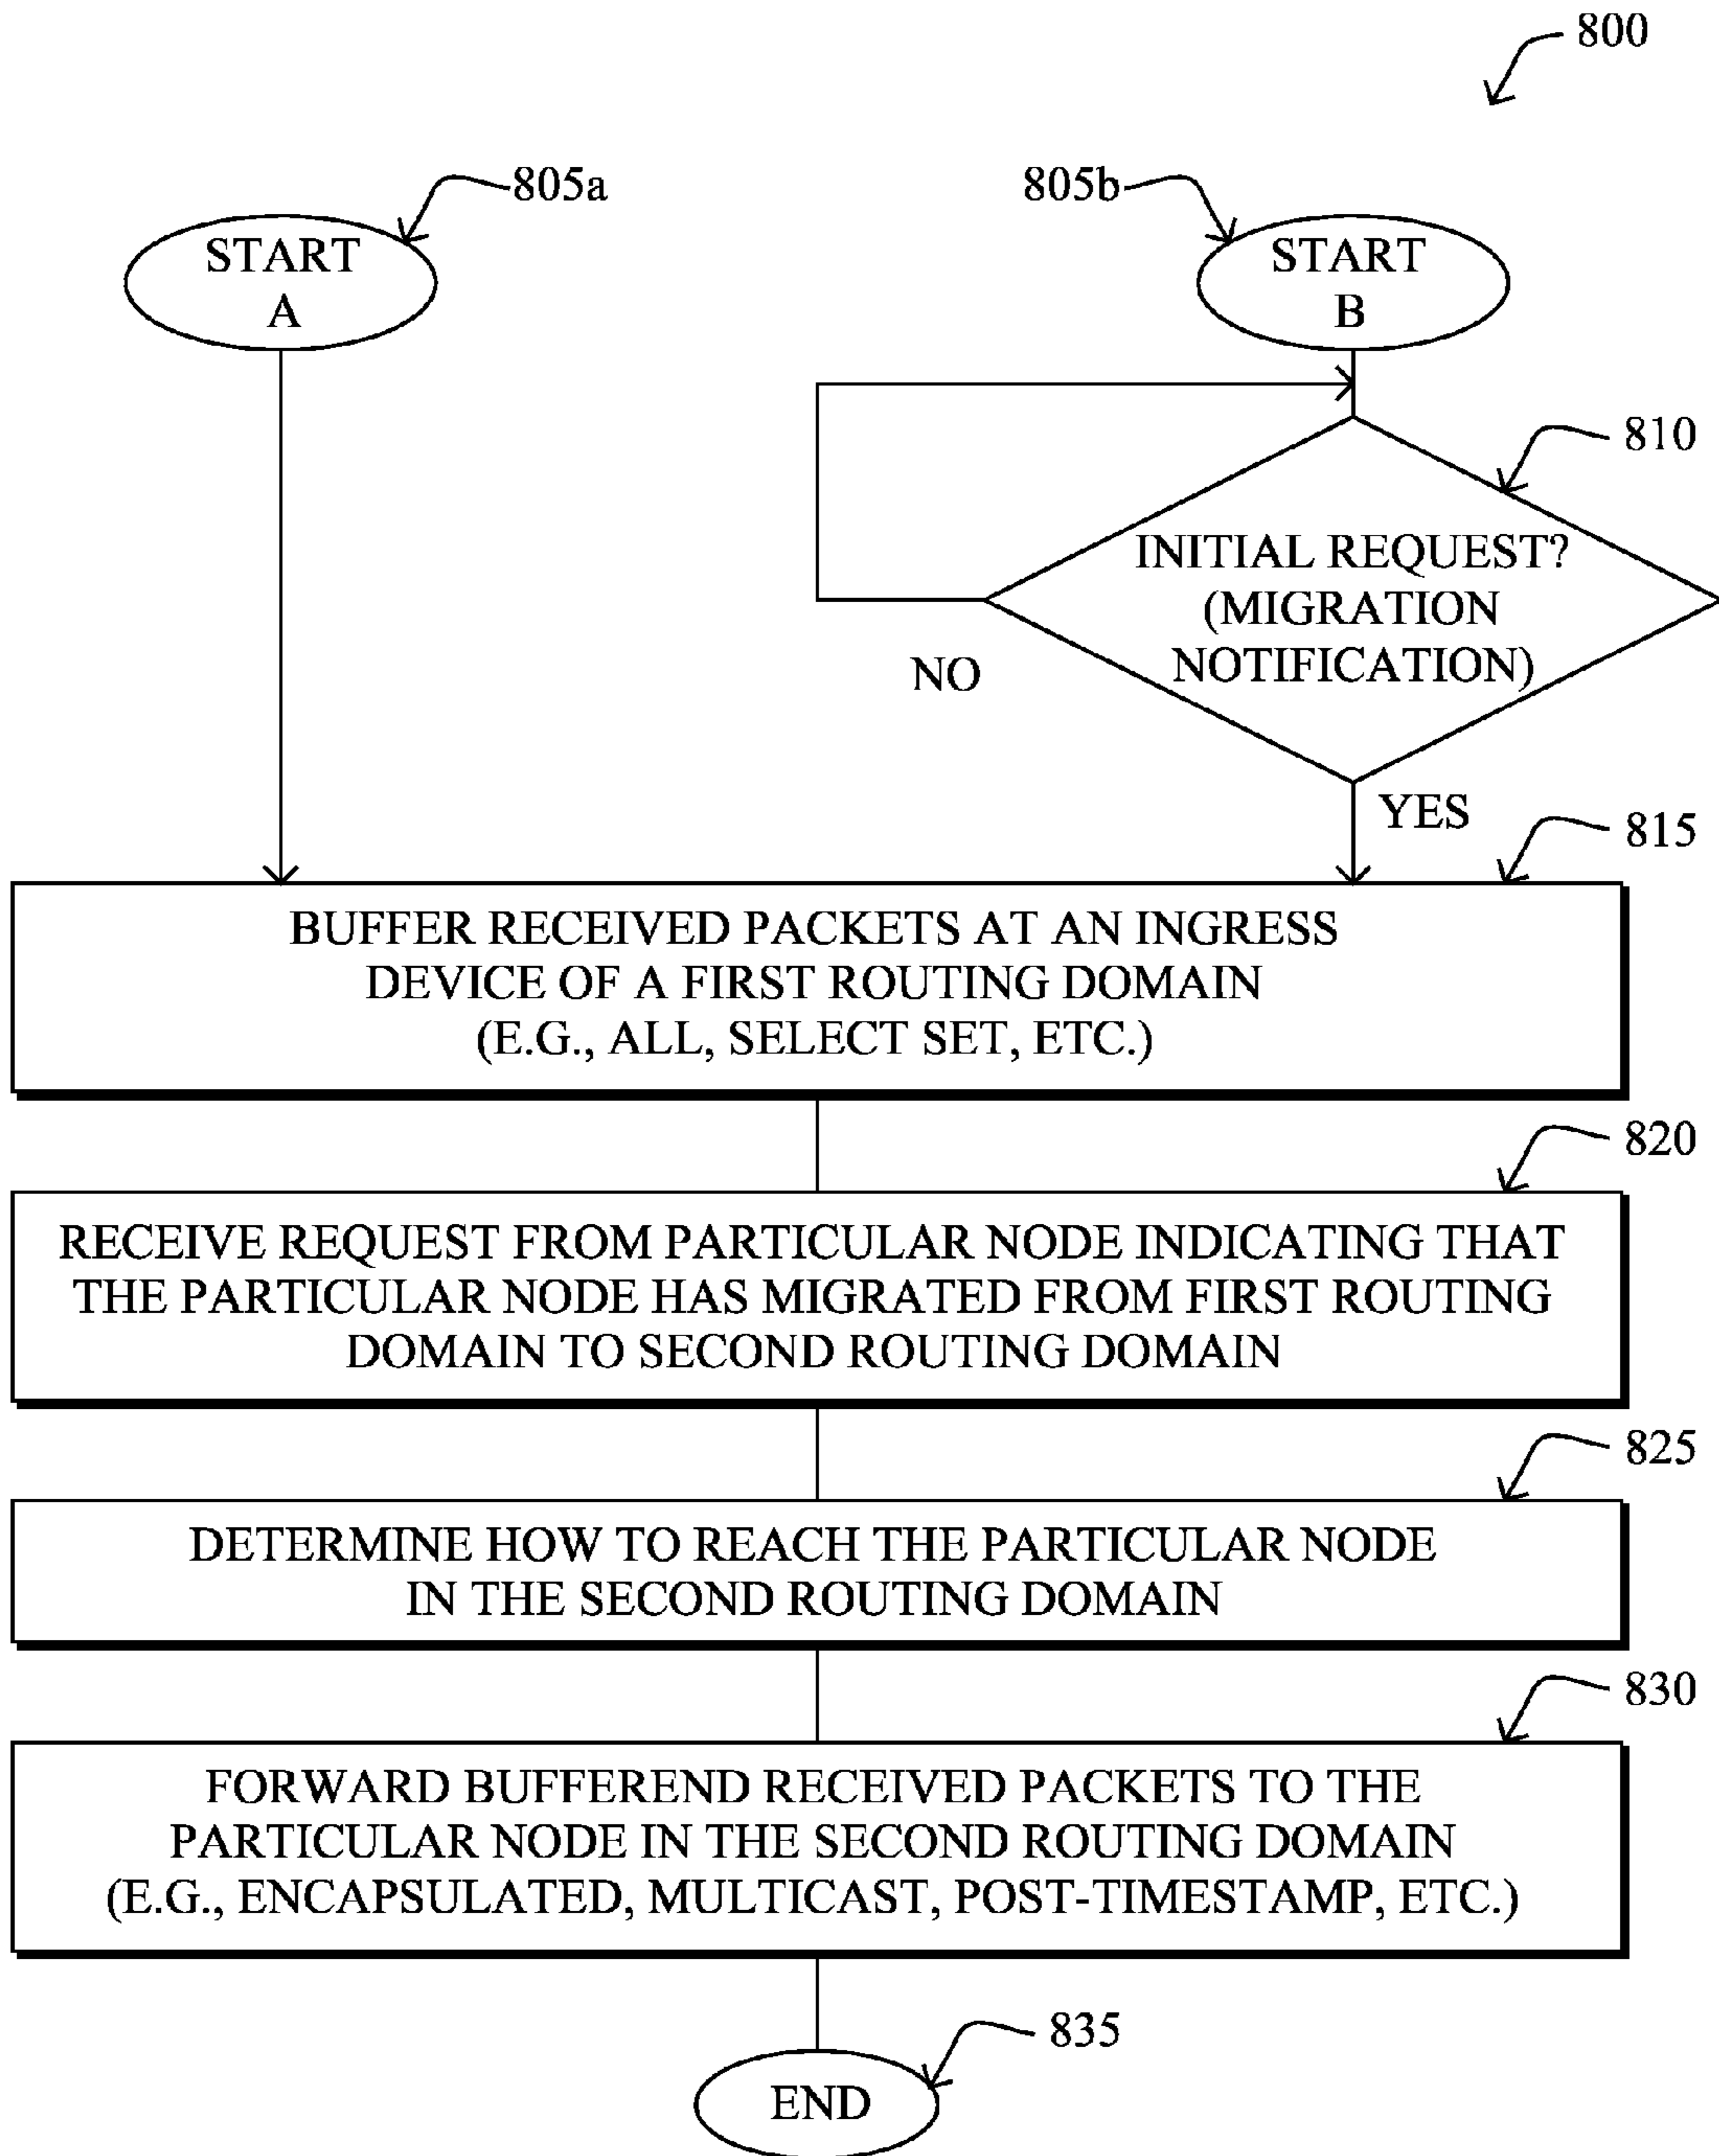 800
805a
805b
START
A
START
B
810
INITIAL REQUEST?
(MIGRATION
NOTIFICATION)
NO
YES
815
BUFFER RECEIVED PACKETS AT AN INGRESS
DEVICE OF A FIRST ROUTING DOMAIN
(E.G., ALL, SELECT SET, ETC.)
820
RECEIVE REQUEST FROM PARTICULAR NODE INDICATING THAT
THE PARTICULAR NODE HAS MIGRATED FROM FIRST ROUTING
DOMAIN TO SECOND ROUTING DOMAIN
825
DETERMINE HOW TO REACH THE PARTICULAR NODE
IN THE SECOND ROUTING DOMAIN
830
FORWARD BUFFEREND RECEIVED PACKETS TO THE
PARTICULAR NODE IN THE SECOND ROUTING DOMAIN
(E.G., ENCAPSULATED, MULTICAST, POST-TIMESTAMP, ETC.)
835
END